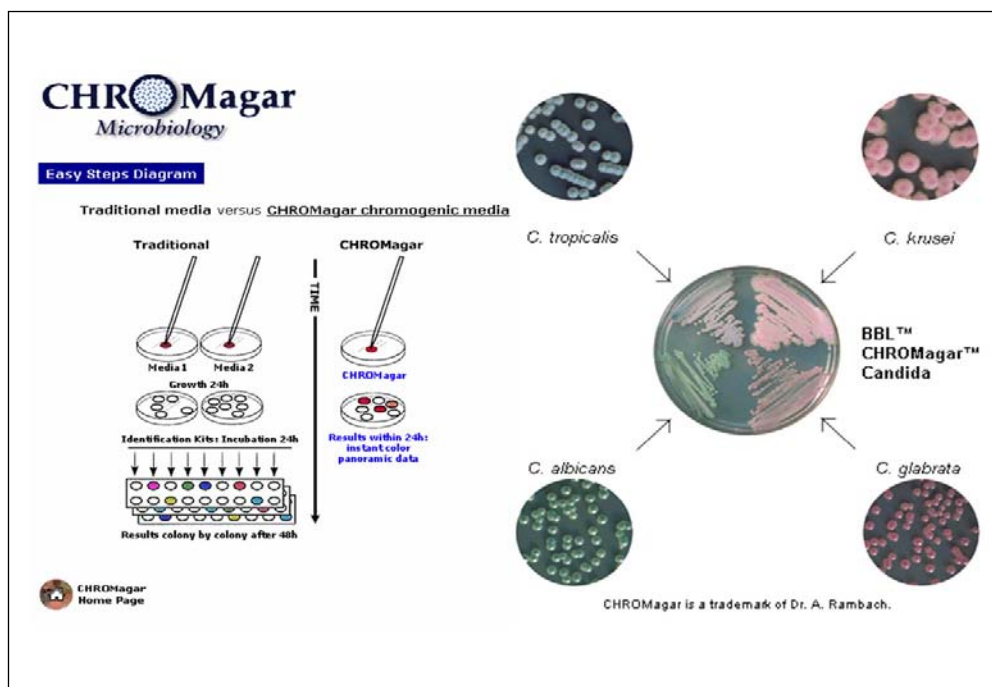 CHROMagar
Microbiology
Easy Steps Diagram
Traditional media versus CHROMagar chromogenic media
Traditional
CHROMagar
TIME
Media 1
Media 2
CHROMagar
Growth 24h
Identification Kits: Incubation 24h
Results within 24h:
instant color
panoramic data
Results colony by colony after 48h
CHROMagar
Home Page
C. tropicalis
C. krusei
BBL™
CHROMagar™
Candida
C. albicans
C. glabrata
CHROMagar is a trademark of Dr. A. Rambach.